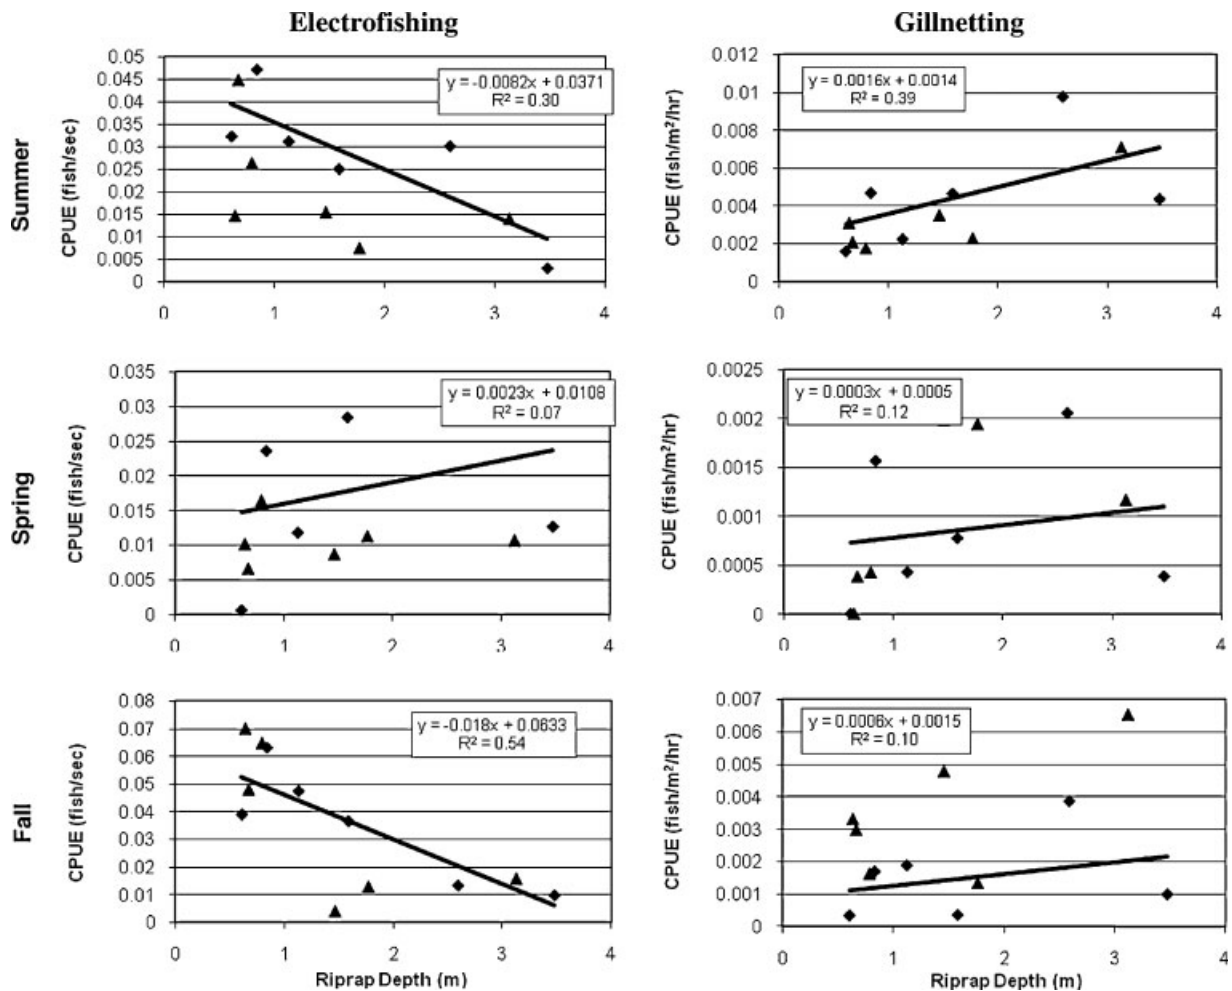 Electrofishing
Gillnetting
Summer
CPUE (fish/sec)
0.05
0.045
0.04
0.035
0.03
0.025
0.02
0.015
0.01
0.005
0
y = -0.0082x + 0.0371
R² = 0.30
0 1 2 3 4
CPUE (fish/m²/hr)
0.012
0.01
0.008
0.006
0.004
0.002
0
y = 0.0016x + 0.0014
R² = 0.39
0 1 2 3 4
Spring
CPUE (fish/sec)
0.035
0.03
0.025
0.02
0.015
0.01
0.005
0
y = 0.0023x + 0.0108
R² = 0.07
0 1 2 3 4
CPUE (fish/m²/hr)
0.0025
0.002
0.0015
0.001
0.0005
0
y = 0.0003x + 0.0005
R² = 0.12
0 1 2 3 4
Fall
CPUE (fish/sec)
0.08
0.07
0.06
0.05
0.04
0.03
0.02
0.01
0
y = -0.018x + 0.0633
R² = 0.54
0 1 2 3 4
Riprap Depth (m)
CPUE (fish/m²/hr)
0.007
0.006
0.005
0.004
0.003
0.002
0.001
0
y = 0.0006x + 0.0015
R² = 0.10
0 1 2 3 4
Riprap Depth (m)